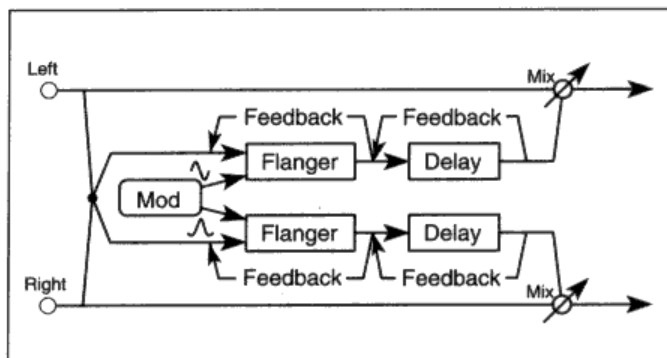 Left
Mix
Feedback Feedback
Flanger Delay
Mod
Flanger Delay
Feedback Feedback
Right
Mix